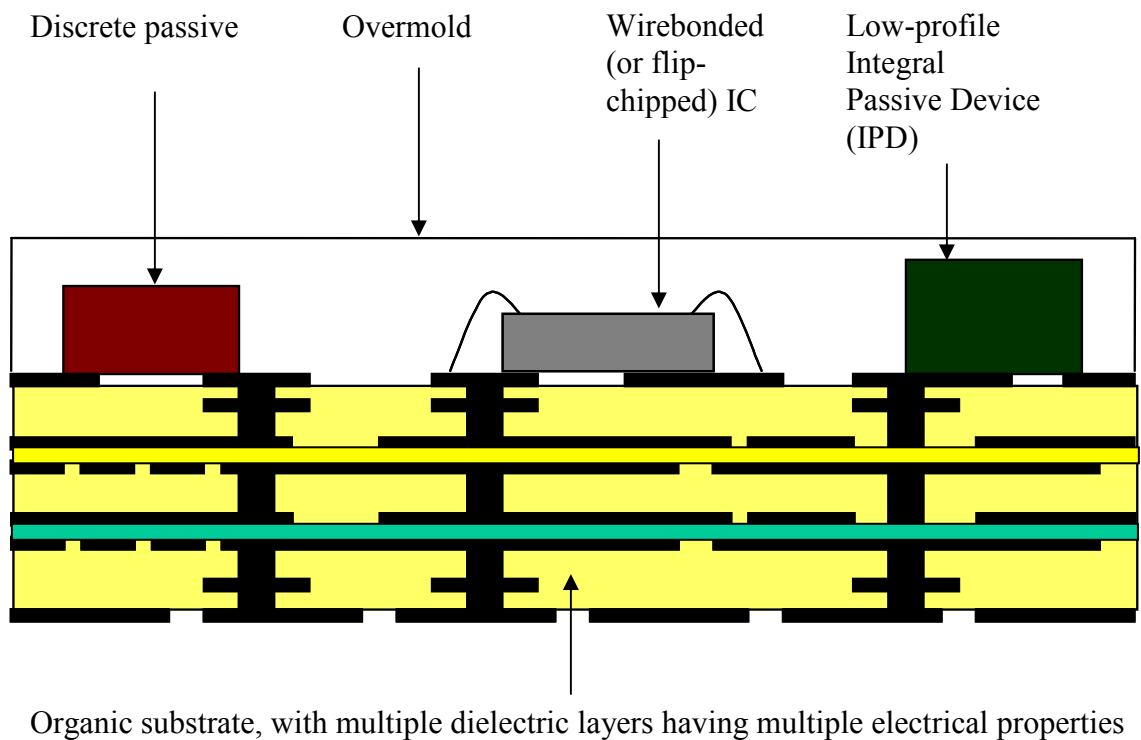 Discrete passive
Overmold
Wirebonded
(or flip-
chipped) IC
Low-profile
Integral
Passive Device
(IPD)
Organic substrate, with multiple dielectric layers having multiple electrical properties